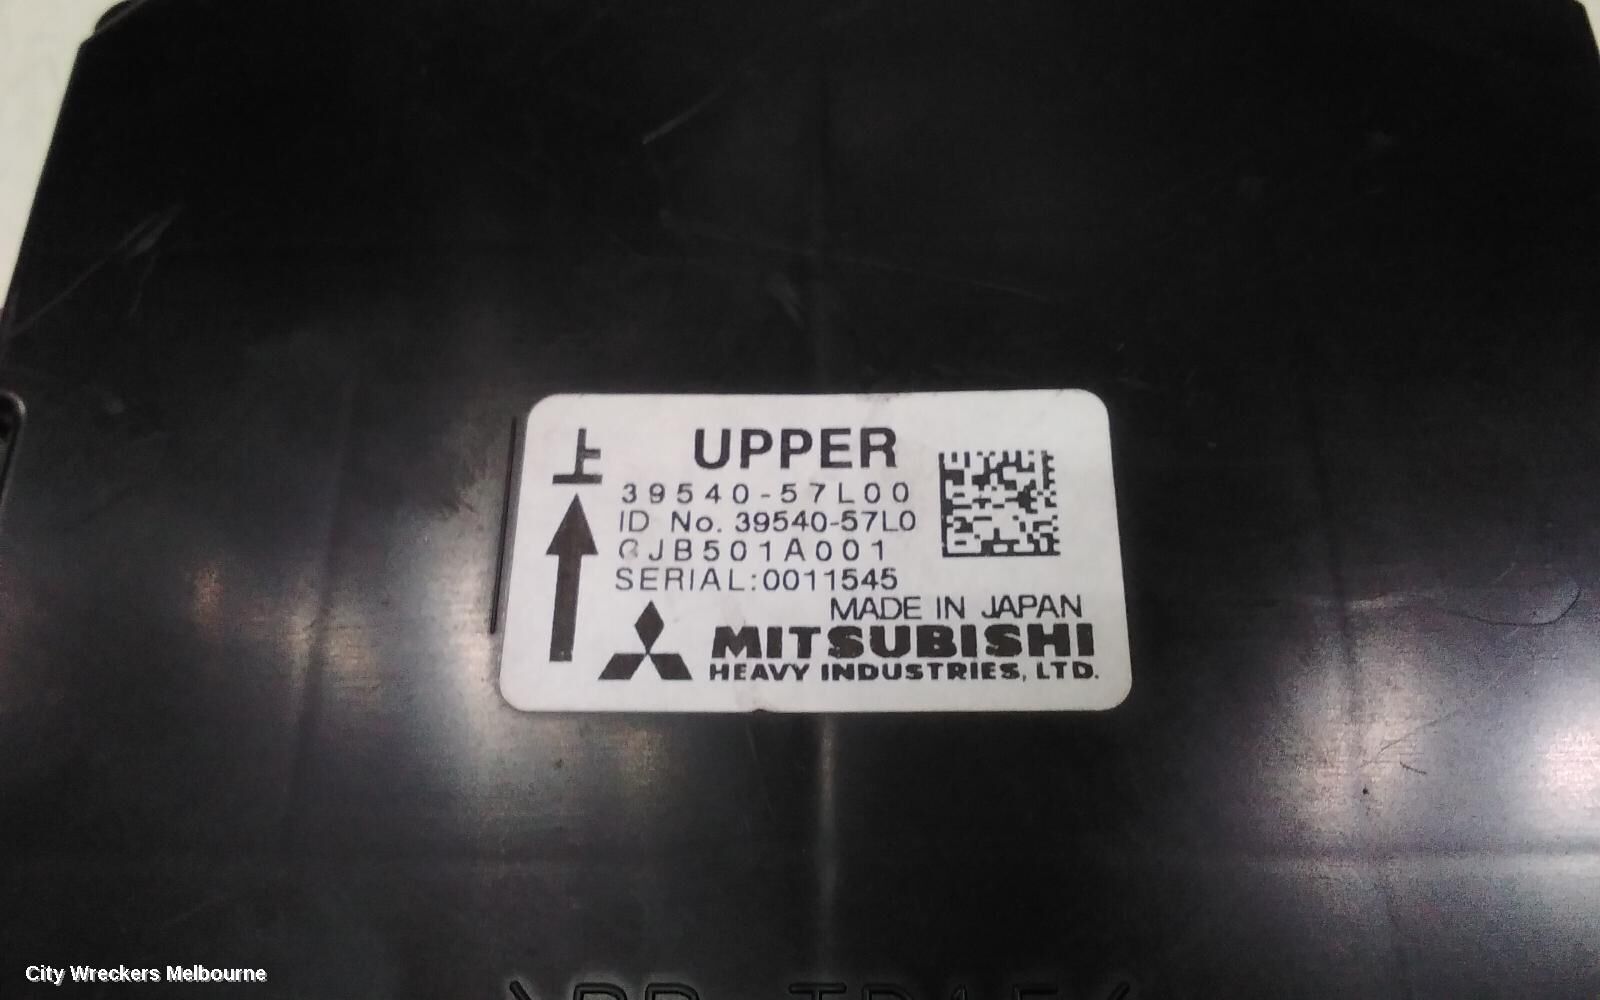 上
UPPER
39540-57L00
ID No. 39540-57L0
CJB501A001
SERIAL:0011545
MADE IN JAPAN
MITSUBISHI
HEAVY INDUSTRIES, LTD.
City Wreckers Melbourne